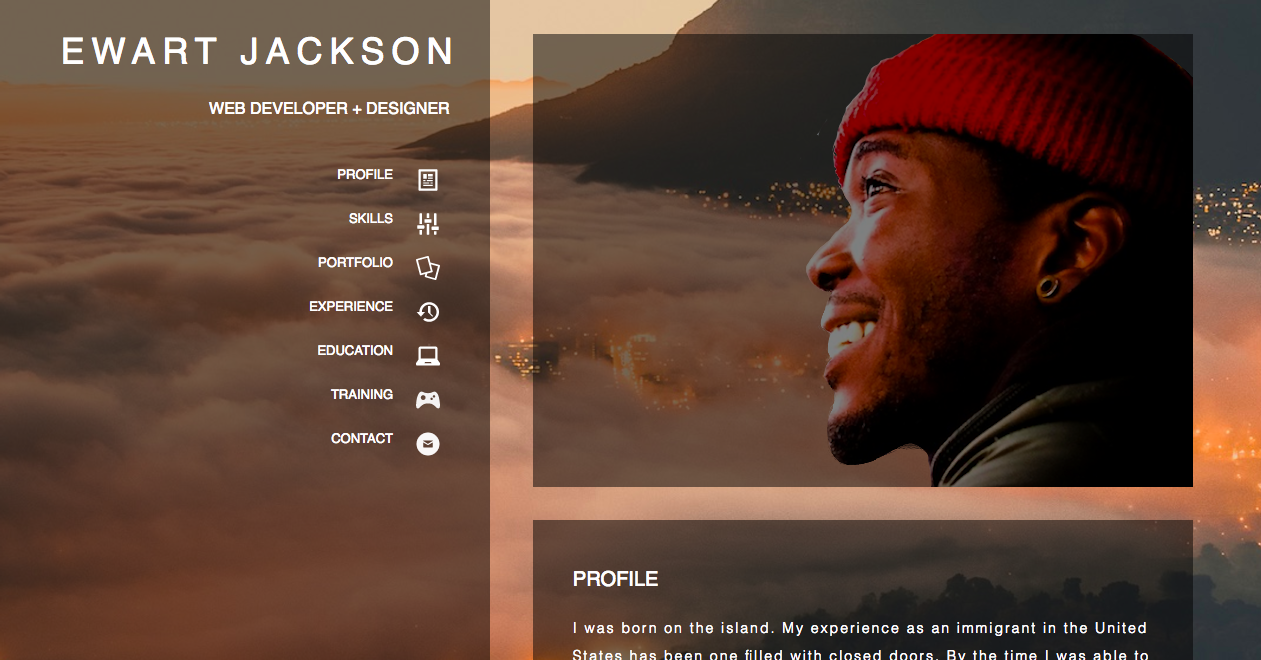 EWART JACKSON
WEB DEVELOPER + DESIGNER
PROFILE
SKILLS
PORTFOLIO
EXPERIENCE
EDUCATION
TRAINING
CONTACT
PROFILE
I was born on the island. My experience as an immigrant in the United
States has been one filled with closed doors. By the time I was able to